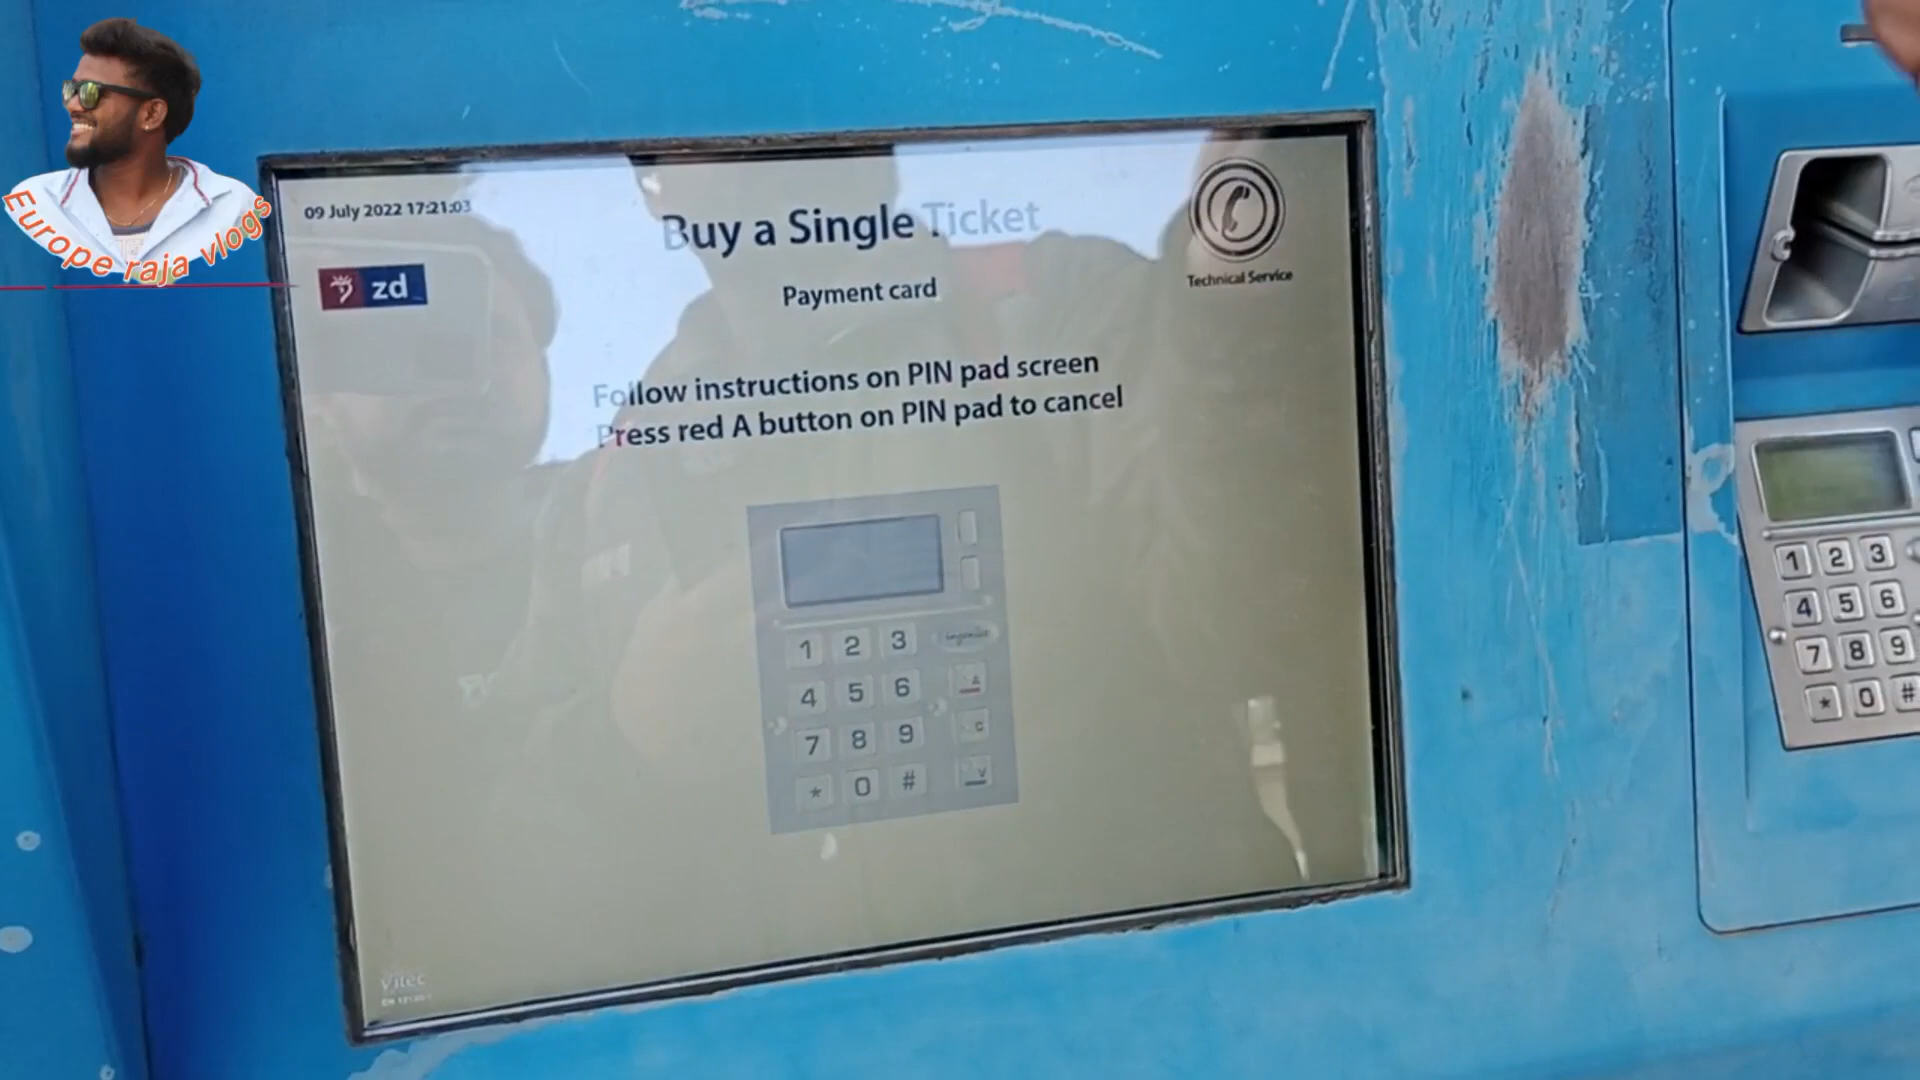 Europe raja vlogs
09 July 2022 17:21:03
zd
Buy a Single Ticket
Payment card
Technical Service
Follow instructions on PIN pad screen
Press red A button on PIN pad to cancel
1 2 3
4 5 6
7 8 9
* 0 #
A
C
V
ingenico
Vitec
1 2 3
4 5 6
7 8 9
* 0 #